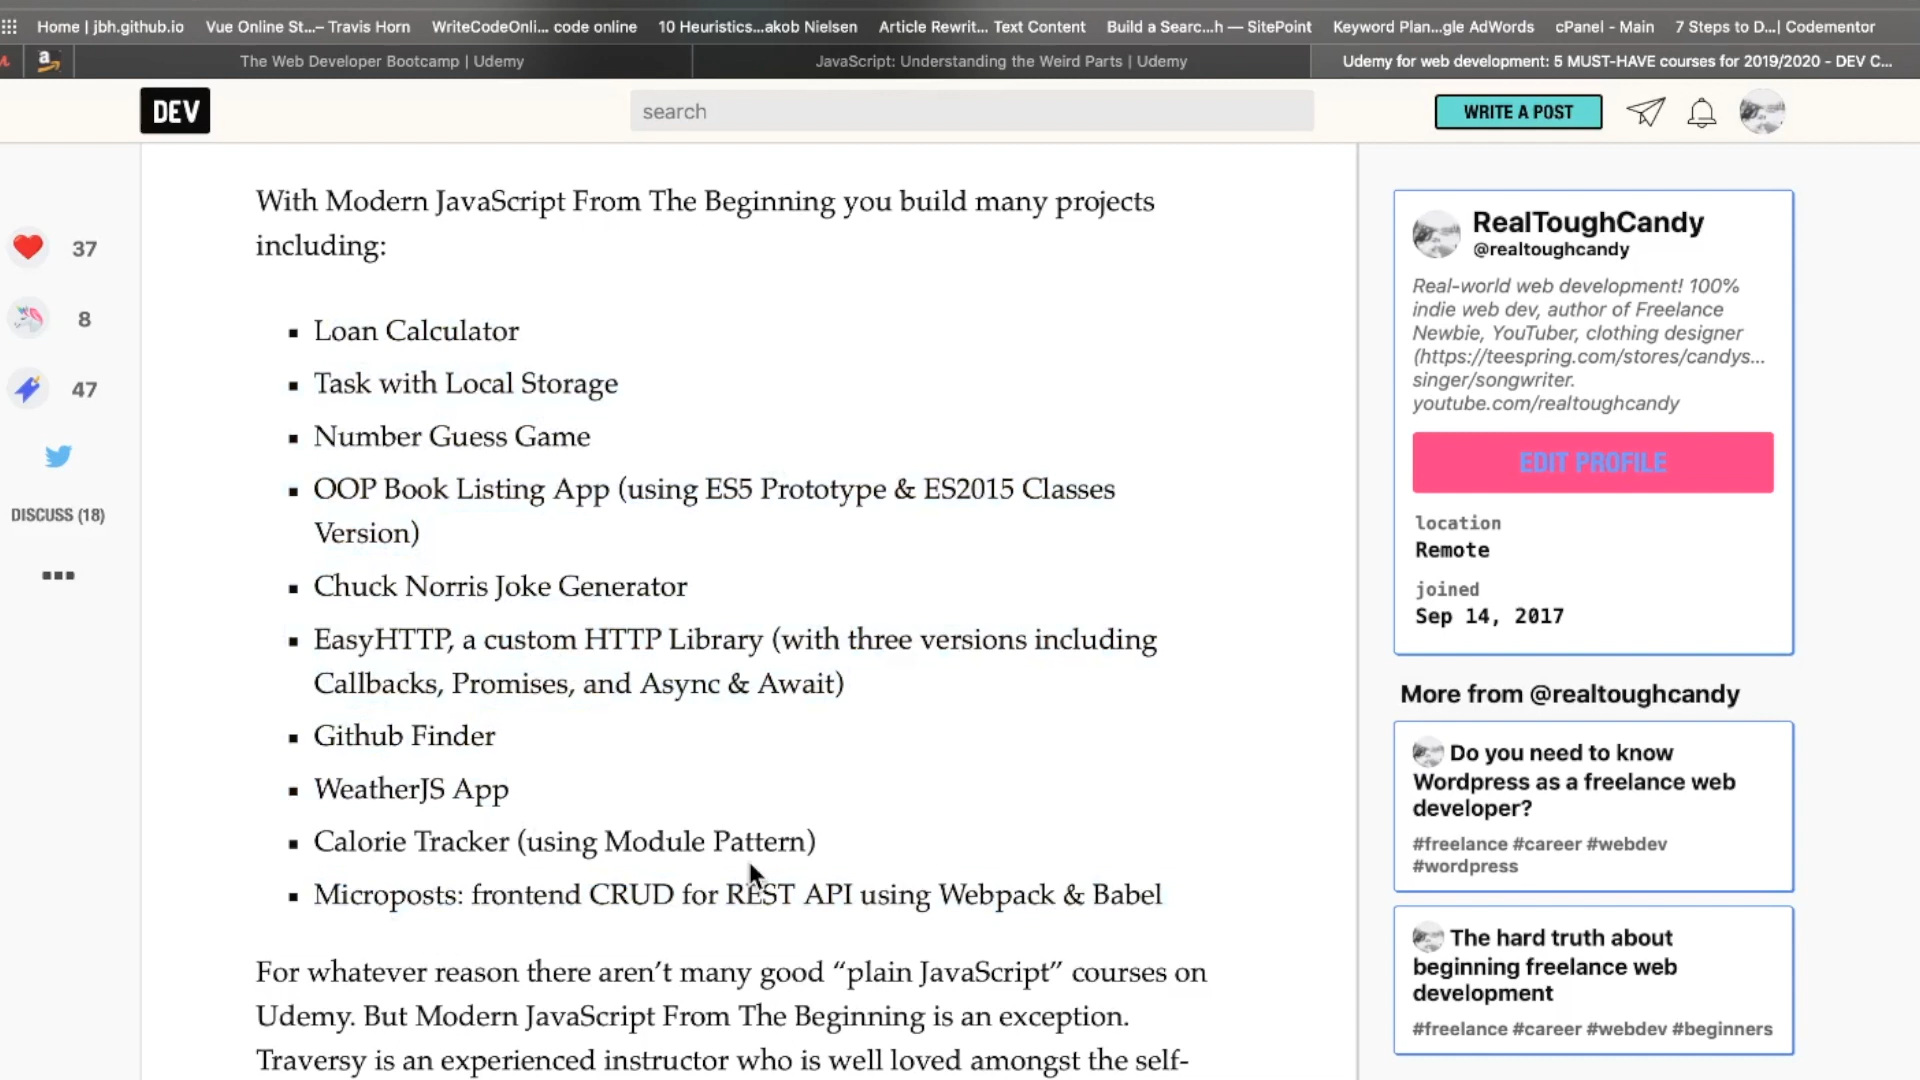 Home | jbh.github.io
Vue Online St...– Travis Horn
WriteCodeOnli... code online
10 Heuristics...akob Nielsen
Article Rewrit... Text Content
Build a Searc...h — SitePoint
Keyword Plan...gle AdWords
cPanel - Main
7 Steps to D...| Codementor
a
The Web Developer Bootcamp | Udemy
JavaScript: Understanding the Weird Parts | Udemy
Udemy for web development: 5 MUST-HAVE courses for 2019/2020 - DEV C...
DEV
search
WRITE A POST
37
8
47
DISCUSS (18)
With Modern JavaScript From The Beginning you build many projects
including:
▪ Loan Calculator
▪ Task with Local Storage
▪ Number Guess Game
▪ OOP Book Listing App (using ES5 Prototype & ES2015 Classes
Version)
▪ Chuck Norris Joke Generator
▪ EasyHTTP, a custom HTTP Library (with three versions including
Callbacks, Promises, and Async & Await)
▪ Github Finder
▪ WeatherJS App
▪ Calorie Tracker (using Module Pattern)
▪ Microposts: frontend CRUD for REST API using Webpack & Babel
For whatever reason there aren’t many good “plain JavaScript” courses on
Udemy. But Modern JavaScript From The Beginning is an exception.
Traversy is an experienced instructor who is well loved amongst the self-
RealToughCandy
@realtoughcandy
Real-world web development! 100%
indie web dev, author of Freelance
Newbie, YouTuber, clothing designer
(https://teespring.com/stores/candys...
singer/songwriter.
youtube.com/realtoughcandy
EDIT PROFILE
location
Remote
joined
Sep 14, 2017
More from @realtoughcandy
Do you need to know
Wordpress as a freelance web
developer?
#freelance #career #webdev
#wordpress
The hard truth about
beginning freelance web
development
#freelance #career #webdev #beginners